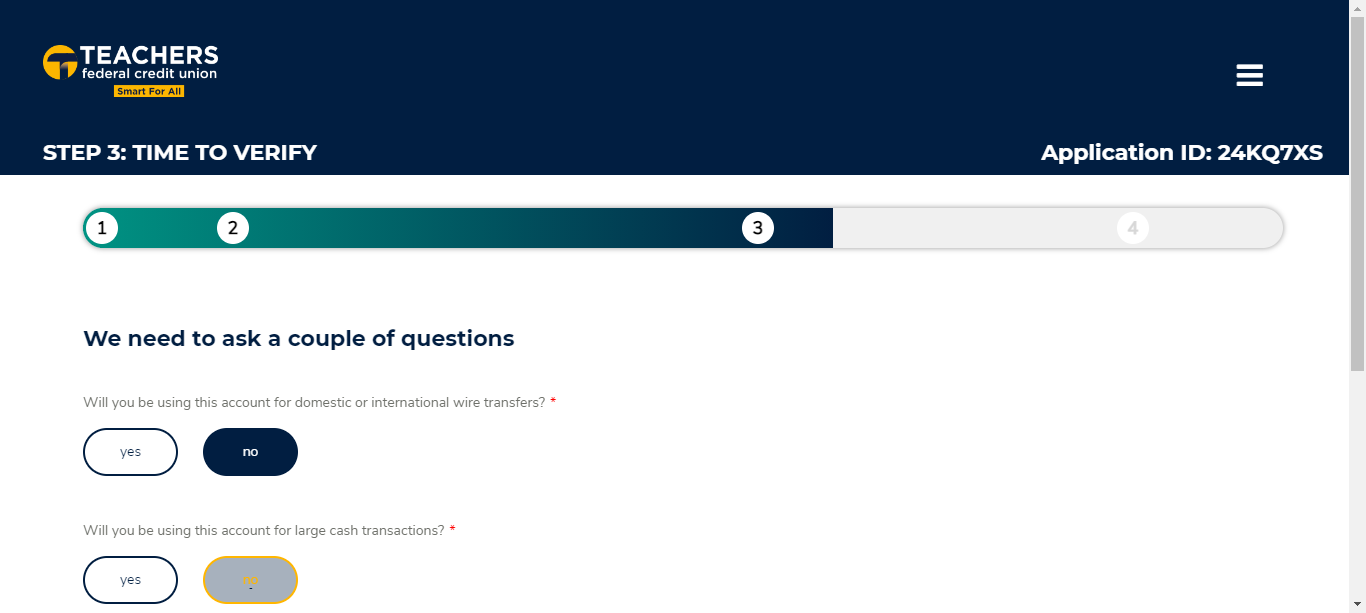 TEACHERS
federal credit union
Smart For All
STEP 3: TIME TO VERIFY
Application ID: 24KQ7XS
1 2 3 4
We need to ask a couple of questions
Will you be using this account for domestic or international wire transfers? *
yes no
Will you be using this account for large cash transactions? *
yes no